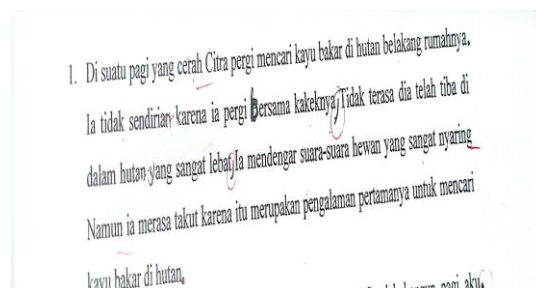 1. Di suatu pagi yang cerah Citra pergi mencari kayu bakar di hutan belakang rumahnya.
Ia tidak sendirian karena ia pergi bersama kakeknya, Tidak terasa dia telah tiba di
dalam hutan yang sangat lebat, Ia mendengar suara-suara hewan yang sangat nyaring
Namun ia merasa takut karena itu merupakan pengalaman pertamanya untuk mencari
kayu bakar di hutan.
pagi aku